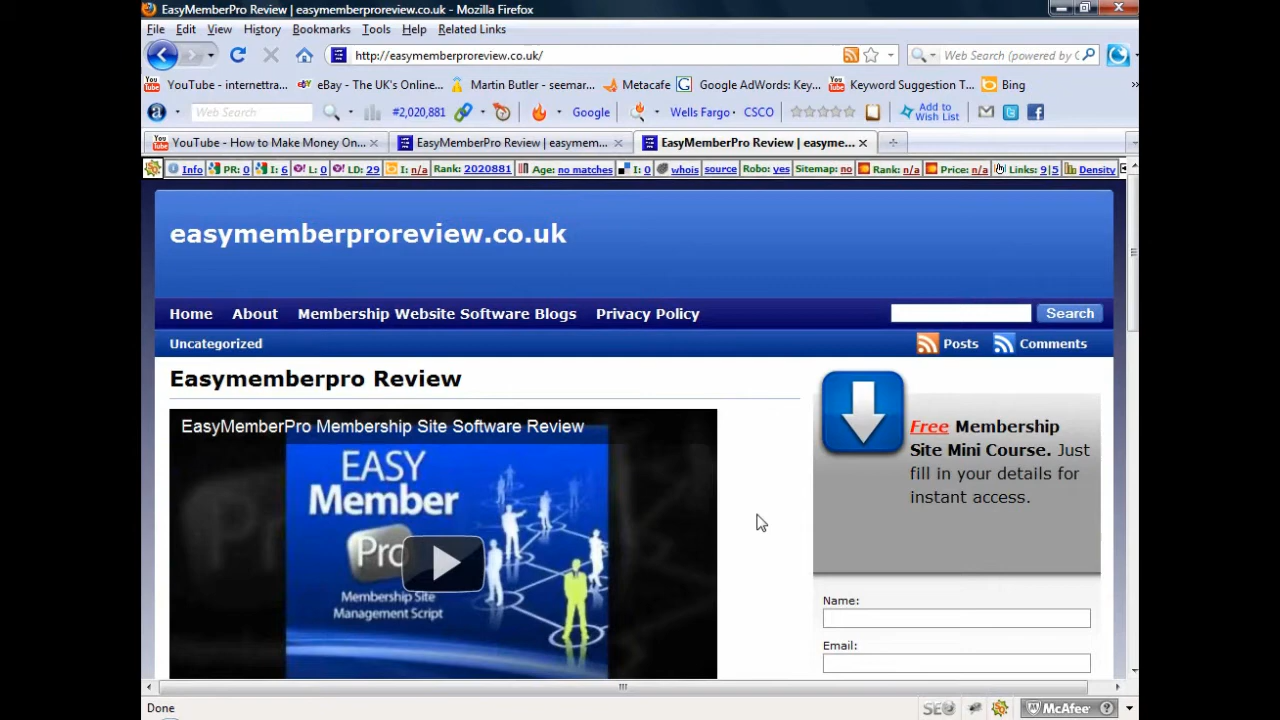 EasyMemberPro Review | easymemberproreview.co.uk - Mozilla Firefox
File Edit View History Bookmarks Tools Help Related Links
http://easymemberproreview.co.uk/ Web Search (powered by
YouTube - internettra... eBay - The UK's Online... Martin Butler - seemar... Metacafe Google AdWords: Key... Keyword Suggestion T... Bing
Web Search #2,020,881 Google Wells Fargo CSCO Add to Wish List
YouTube - How to Make Money On... EasyMemberPro Review | easymem... EasyMemberPro Review | easyme...
Info PR: 0 I: 6 L: 0 LD: 29 I: n/a Rank: 2020881 Age: no matches I: 0 whois source Robo: yes Sitemap: no Rank: n/a Price: n/a Links: 9|5 Density
easymemberproreview.co.uk
Home About Membership Website Software Blogs Privacy Policy Search
Uncategorized Posts Comments
Easymemberpro Review
EasyMemberPro Membership Site Software Review
EASY
Member
Pro
Membership Site
Management Script
Free Membership
Site Mini Course. Just
fill in your details for
instant access.
Name:
Email:
Done SEO McAfee